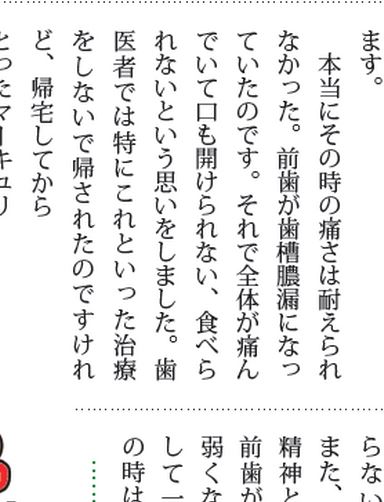 ます。
本当にその時の痛さは耐えられ
なかった。前歯が歯槽膿漏になっ
ていたのです。それで全体が痛ん
でいて口も開けられない、食べら
れないという思いをしました。歯
医者では特にこれといった治療
をしないで帰されたのですけれ
ど、帰宅してから
とったマーキュリ
らない
また、
精神と
前歯が
弱くな
して一
の時は